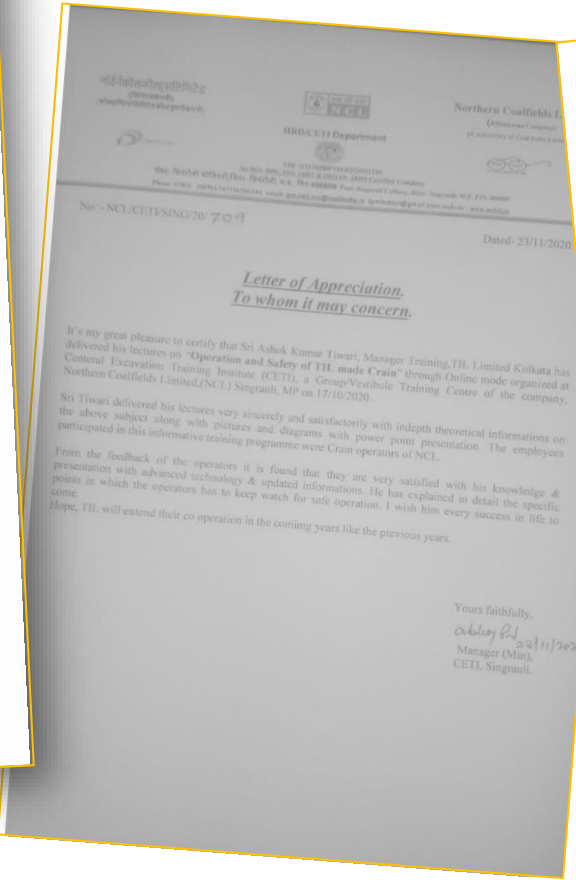 NCL
Northern Coalfields
HRD/CETI Department
No: - NCL/CETI/SING/20/ 709
Dated- 23/11/2020
Letter of Appreciation.
To whom it may concern.
It's my great pleasure to certify that Sri Ashok Kumar Tiwari, Manager Training,TIL Limited Kolkata has
delivered his lectures on "Operation and Safety of TIL made Crain" through Online mode organized at
Centend Excavation Training Institute (CETI), a Group/Vestibule Training Centre of the company,
Northern Coalfields Limited,(NCL) Singrauli, MP on 17/10/2020.
Sri Tiwari delivered his lectures very sincerely and satisfactorily with indepth theoretical informations on
the above subject along with pictures and diagrams with power point presentation. The employees
participated in this informative training programme were Crain operators of NCL.
From the feedback of the operators it is found that they are very satisfied with his knowledge &
presentation with advanced technology & updated informations. He has explained in detail the specific
points in which the operators has to keep watch for safe operation. I wish him every success in life to
come.
Hope, TIL will extend their co operation in the comimg years like the previous years.
Yours faithfully,
23/11/202
Manager (Min),
CETI, Singrauli.